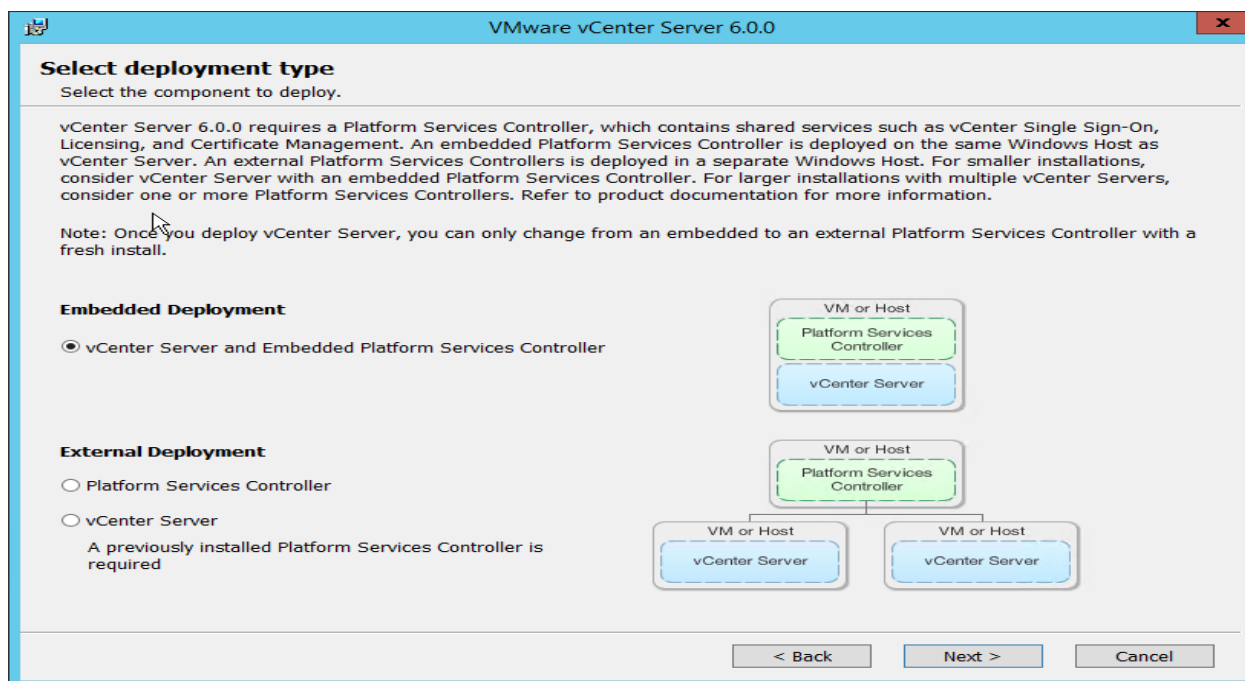 VMware vCenter Server 6.0.0
x
Select deployment type
Select the component to deploy.
vCenter Server 6.0.0 requires a Platform Services Controller, which contains shared services such as vCenter Single Sign-On,
Licensing, and Certificate Management. An embedded Platform Services Controller is deployed on the same Windows Host as
vCenter Server. An external Platform Services Controllers is deployed in a separate Windows Host. For smaller installations,
consider vCenter Server with an embedded Platform Services Controller. For larger installations with multiple vCenter Servers,
consider one or more Platform Services Controllers. Refer to product documentation for more information.
Note: Once you deploy vCenter Server, you can only change from an embedded to an external Platform Services Controller with a
fresh install.
Embedded Deployment
vCenter Server and Embedded Platform Services Controller
VM or Host
Platform Services
Controller
vCenter Server
External Deployment
Platform Services Controller
vCenter Server
A previously installed Platform Services Controller is
required
VM or Host
Platform Services
Controller
VM or Host
vCenter Server
VM or Host
vCenter Server
< Back
Next >
Cancel